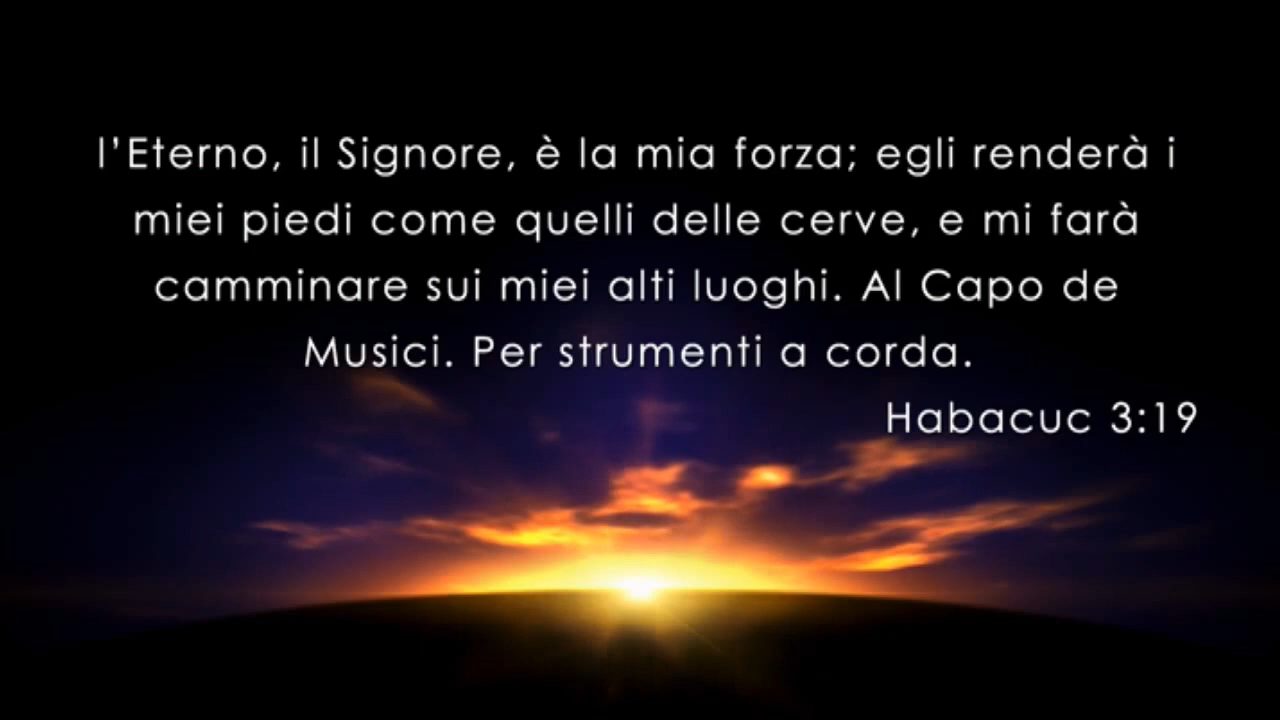 l’Eterno, il Signore, è la mia forza; egli renderà i
miei piedi come quelli delle cerve, e mi farà
camminare sui miei alti luoghi. Al Capo de
Musici. Per strumenti a corda.
Habacuc 3:19